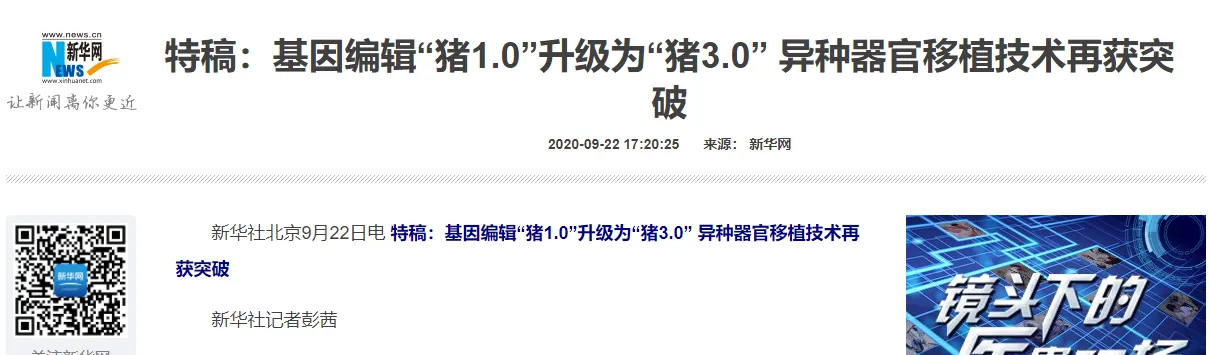 www.news.cn
新华网
NEWS
www.xinhuanet.com
让新闻离你更近
特稿：基因编辑“猪1.0”升级为“猪3.0” 异种器官移植技术再获突
破
2020-09-22 17:20:25 来源： 新华网
新华社北京9月22日电 特稿：基因编辑“猪1.0”升级为“猪3.0” 异种器官移植技术再
获突破
新华社记者彭茜
新华网
镜头下的